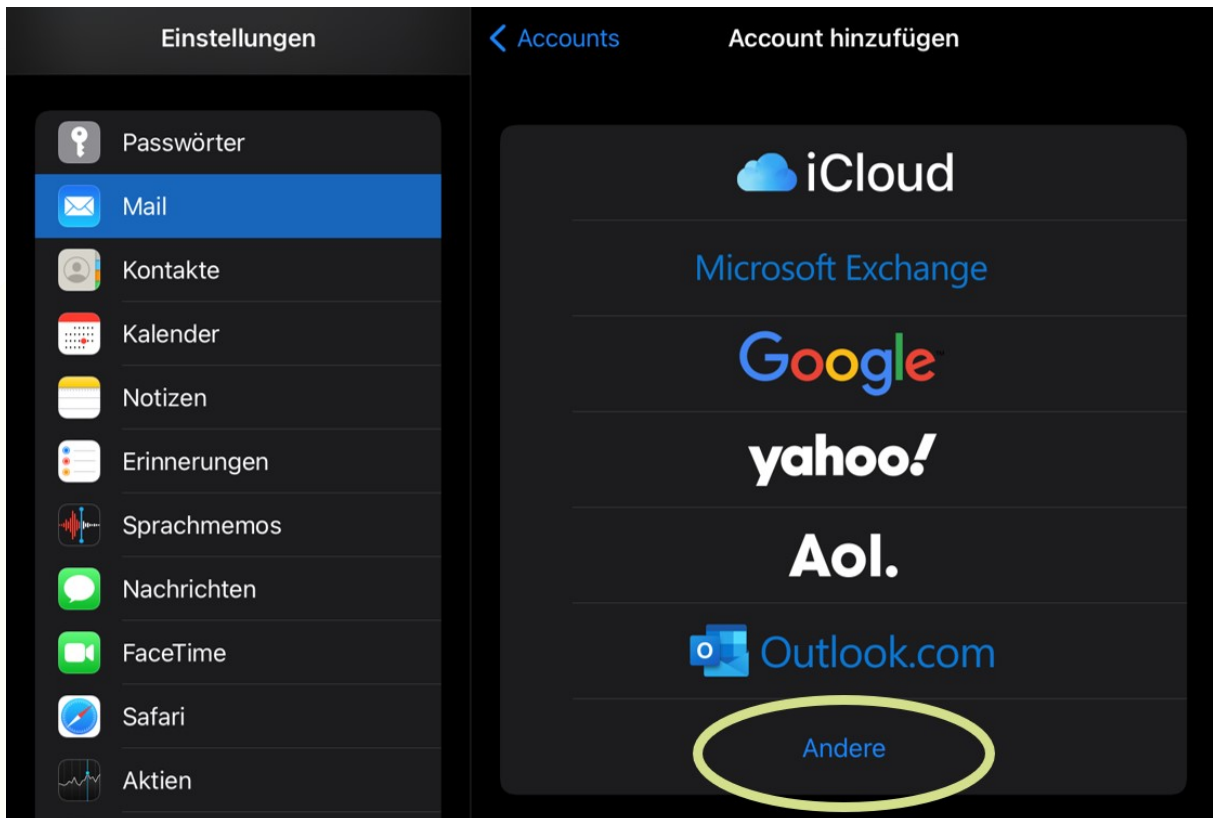 Einstellungen
Passwörter
Mail
Kontakte
Kalender
Notizen
Erinnerungen
Sprachmemos
Nachrichten
FaceTime
Safari
Aktien
Accounts
Account hinzufügen
iCloud
Microsoft Exchange
Google
yahoo!
Aol.
O Outlook.com
Andere